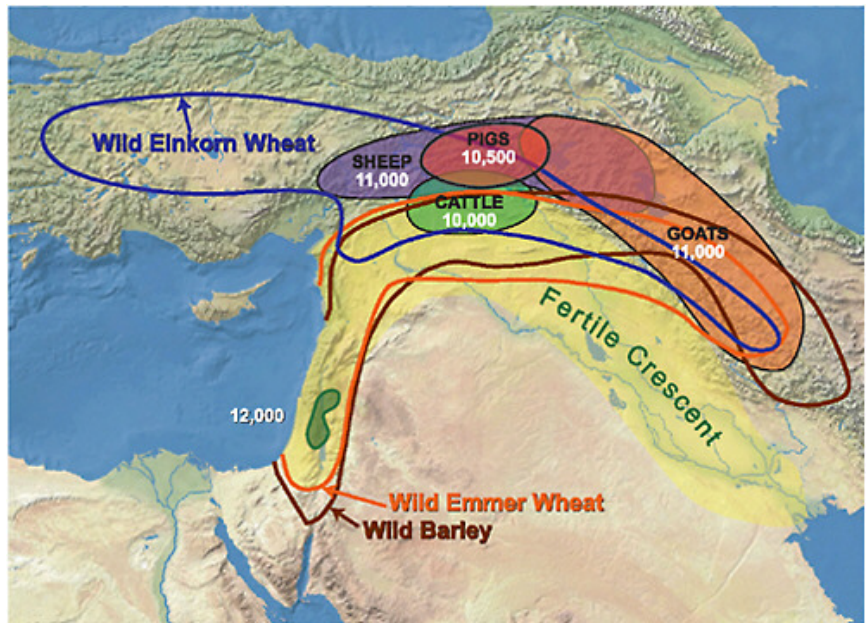 Wild Einkorn Wheat
SHEEP
11,000
PIGS
10,500
CATTLE
10,000
GOATS
11,000
Fertile Crescent
12,000
Wild Emmer Wheat
Wild Barley